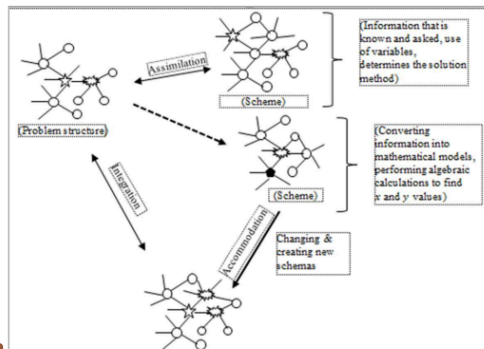 (Information that is
known and asked, use
of variables,
determines the solution
method)
Assimilation
(Scheme)
(Problem structure)
(Converting
information into
mathematical models,
performing algebraic
calculations to find
x and y values)
(Scheme)
Integration
Accommodation
Changing &
creating new
schemas